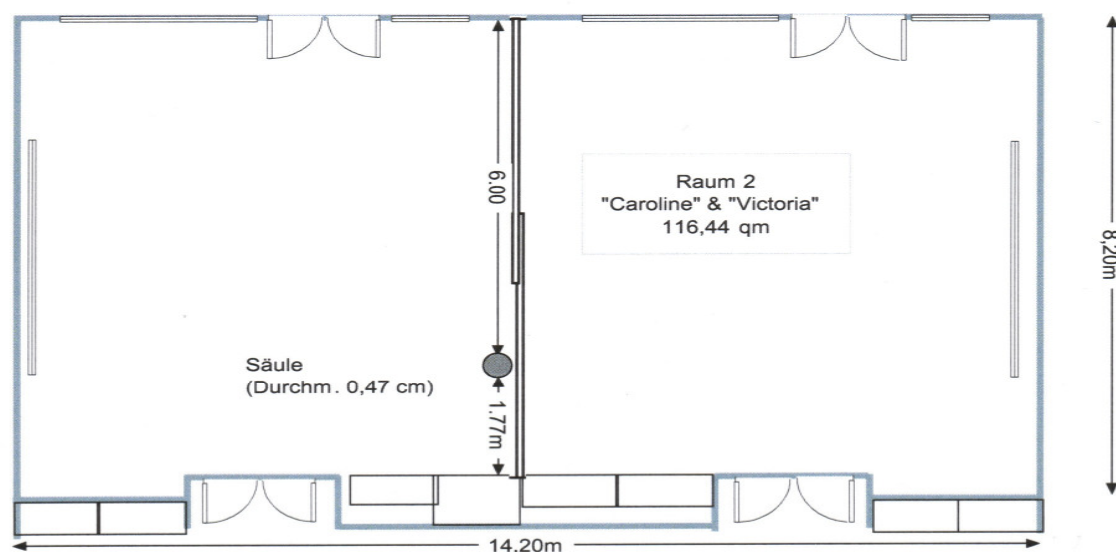 6.00
Raum 2
"Caroline" & "Victoria"
116,44 qm
8,20m
Säule
(Durchm. 0,47 cm)
1.77m
14.20m